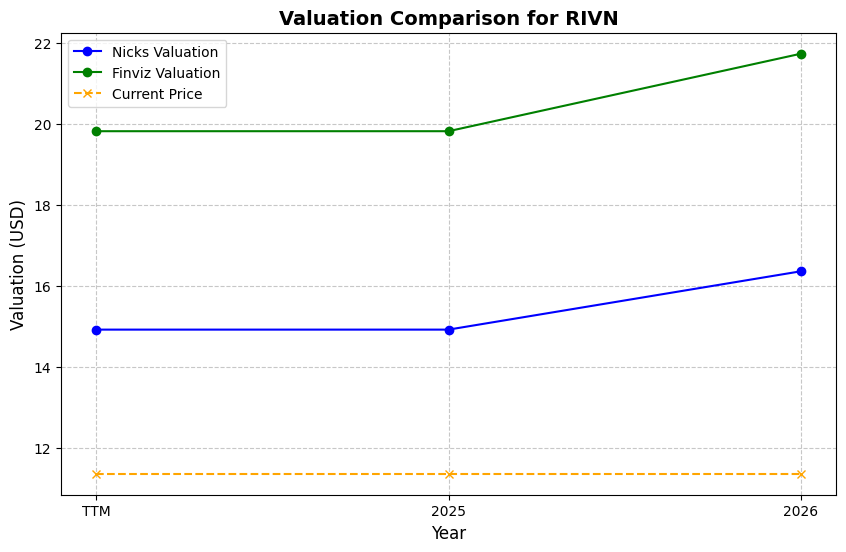 Valuation Comparison for RIVN
Nicks Valuation
Finviz Valuation
Current Price
22
20
18
16
14
12
Valuation (USD)
TTM
2025
2026
Year